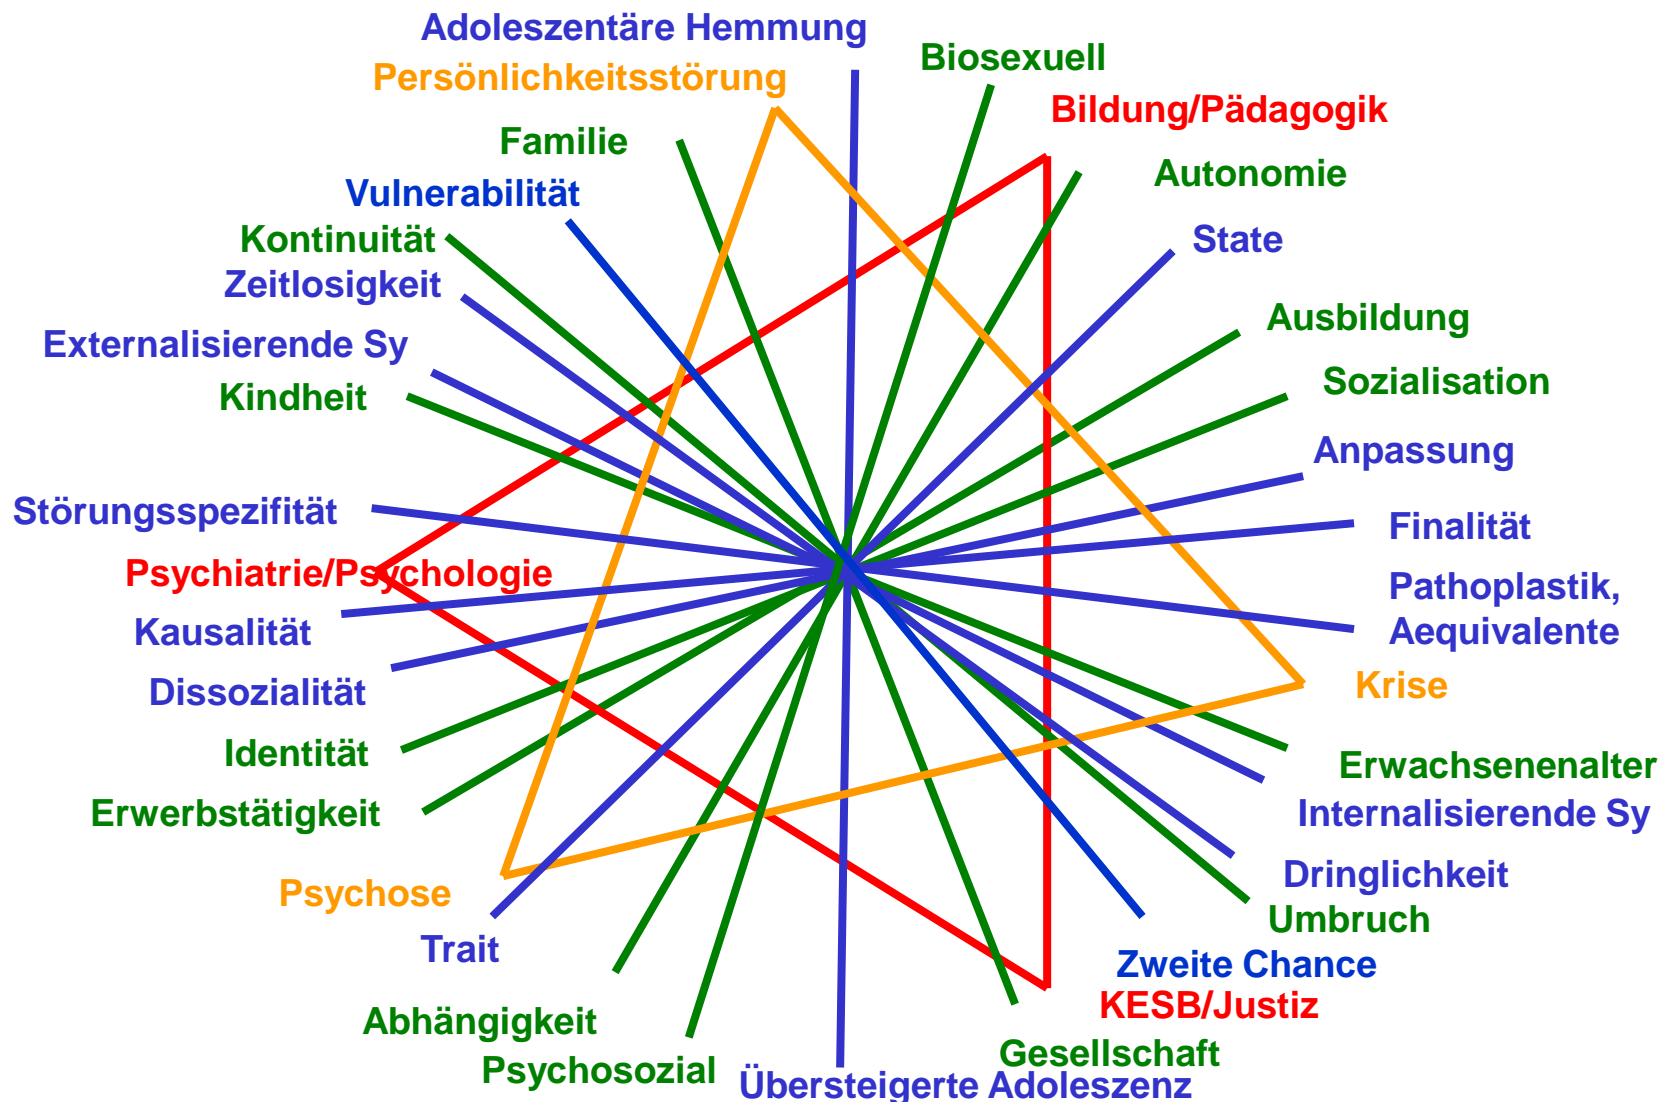 Adoleszentäre Hemmung
Biosexuell
Persönlichkeitsstörung
Bildung/Pädagogik
Familie
Autonomie
Vulnerabilität
Kontinuität
State
Zeitlosigkeit
Ausbildung
Externalisierende Sy
Sozialisation
Kindheit
Anpassung
Störungsspezifität
Finalität
Psychiatrie/Psychologie
Pathoplastik,
Aequivalente
Kausalität
Dissozialität
Krise
Identität
Erwachsenenalter
Erwerbstätigkeit
Internalisierende Sy
Dringlichkeit
Psychose
Umbruch
Trait
Zweite Chance
KESB/Justiz
Abhängigkeit
Gesellschaft
Psychosozial
Übersteigerte Adoleszenz